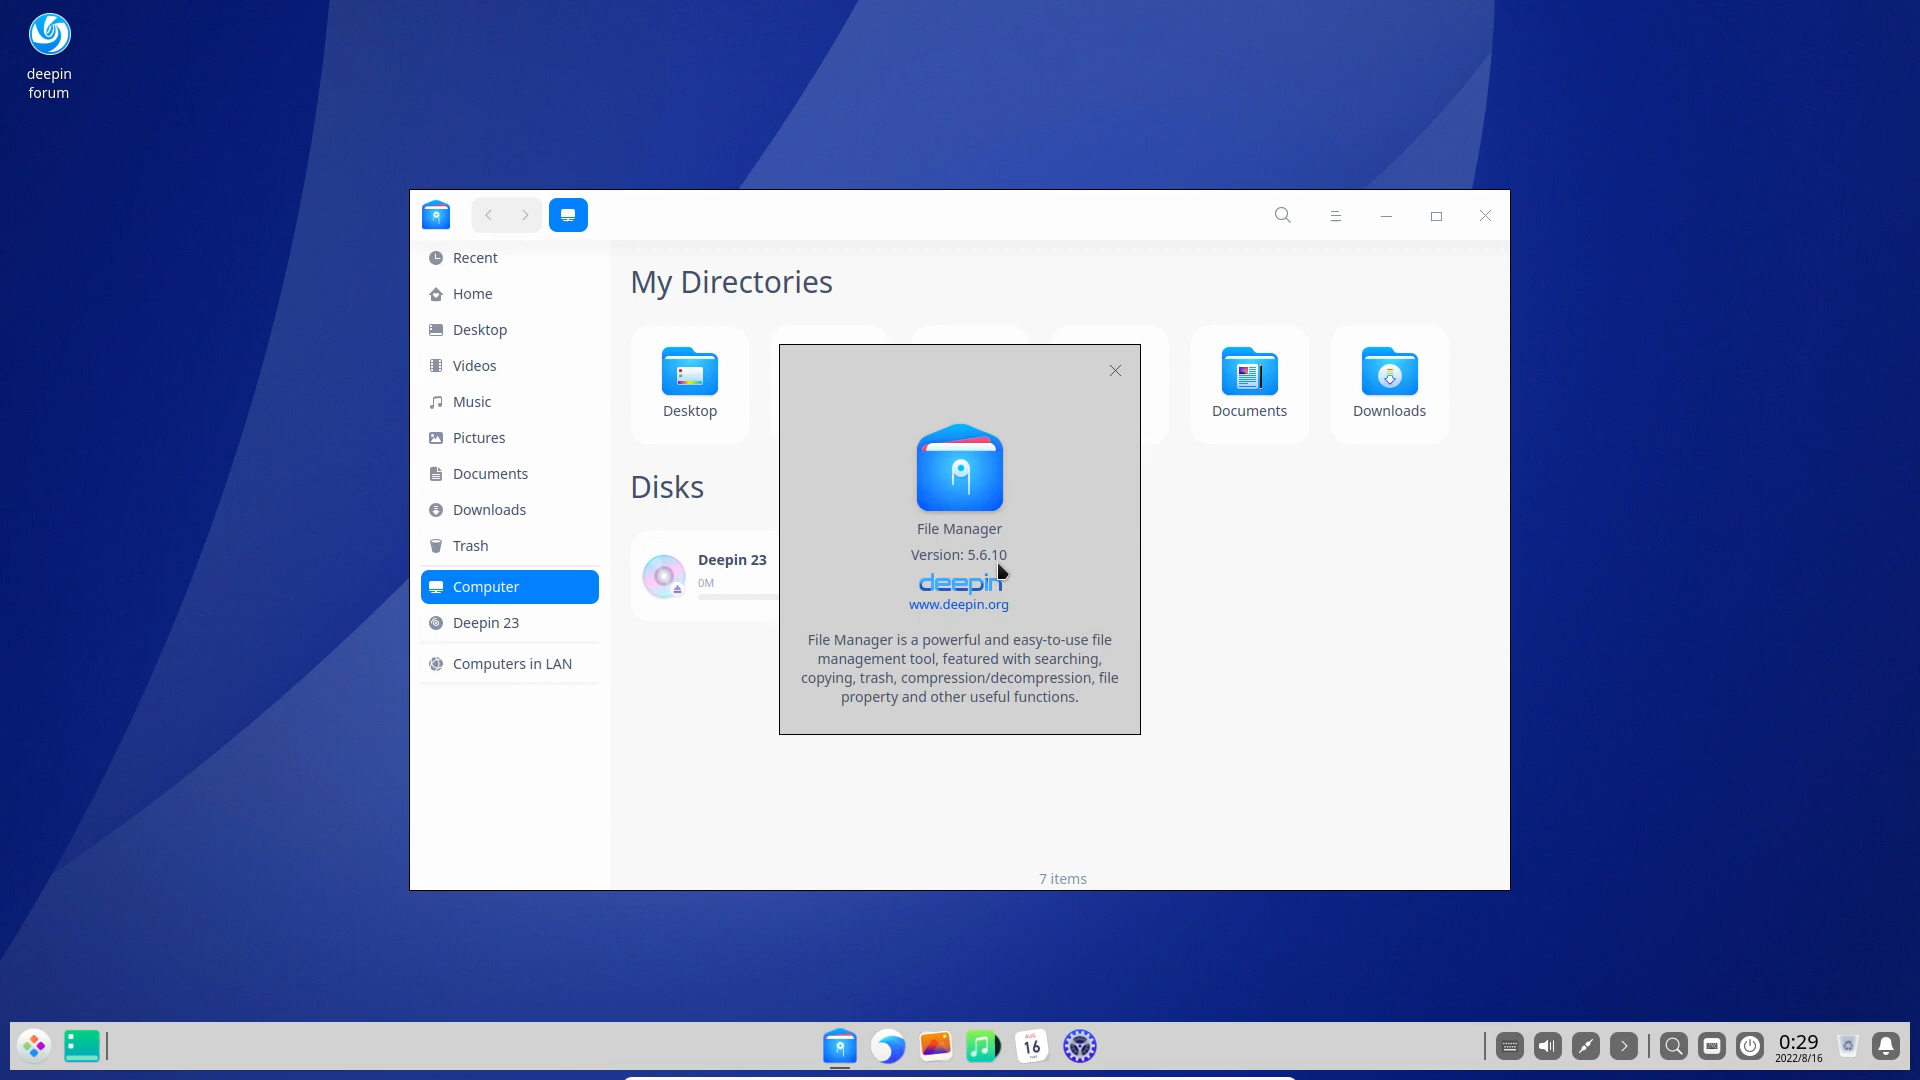 deepin
forum
Recent
Home
Desktop
Videos
Music
Pictures
Documents
Downloads
Trash
Computer
Deepin 23
Computers in LAN
My Directories
Desktop
Documents
Downloads
Disks
Deepin 23
0M
File Manager
Version: 5.6.10
deepin
www.deepin.org
File Manager is a powerful and easy-to-use file
management tool, featured with searching,
copying, trash, compression/decompression, file
property and other useful functions.
7 items
AUG
16
0:29
2022/8/16